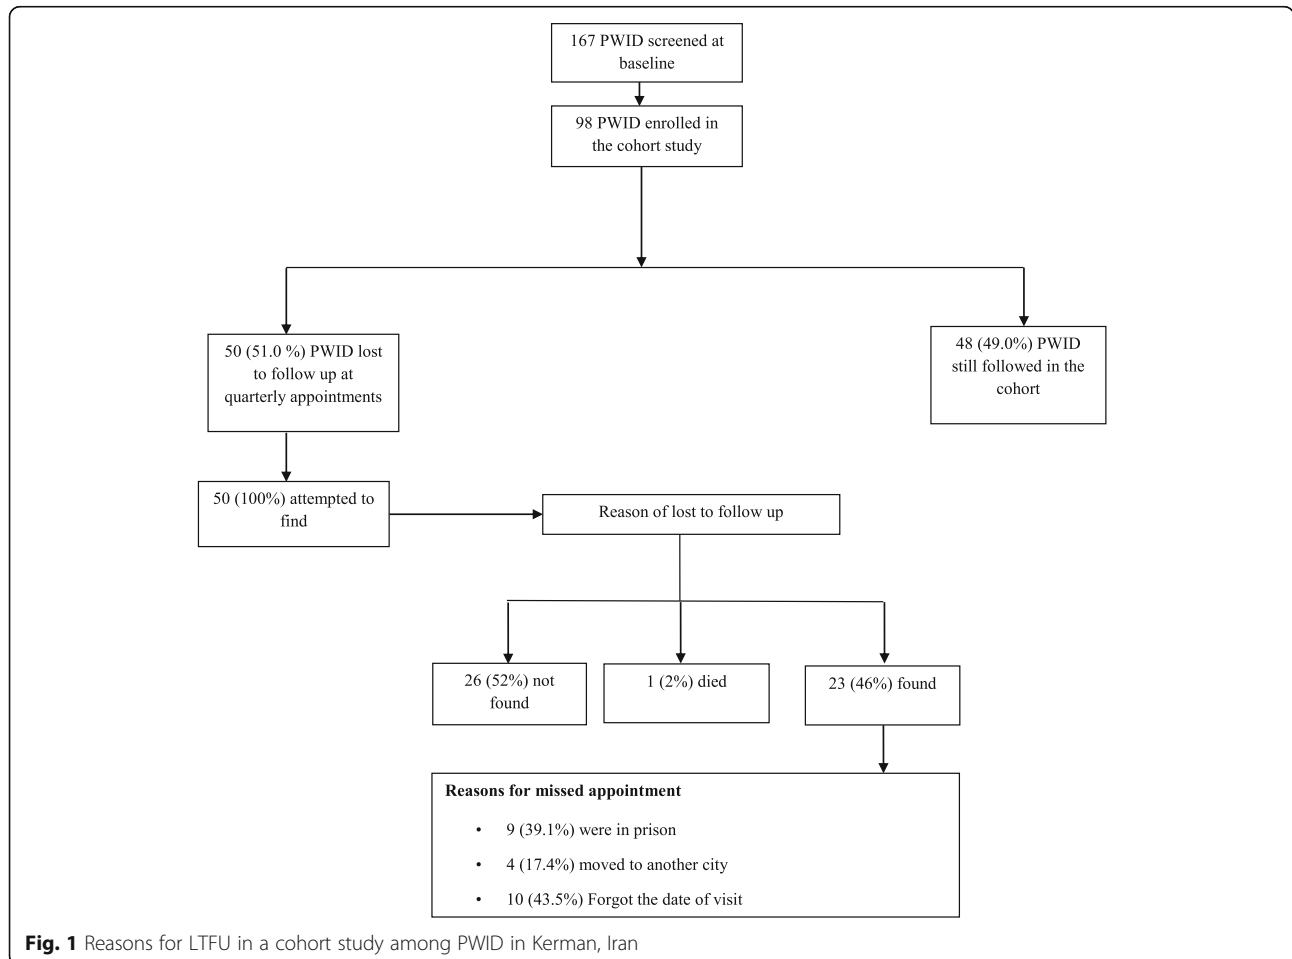 167 PWID screened at
baseline
98 PWID enrolled in
the cohort study
50 (51.0 %) PWID lost
to follow up at
quarterly appointments
48 (49.0%) PWID
still followed in the
cohort
50 (100%) attempted to
find
Reason of lost to follow up
26 (52%) not
found
1 (2%) died
23 (46%) found
Reasons for missed appointment
• 9 (39.1%) were in prison
• 4 (17.4%) moved to another city
• 10 (43.5%) Forgot the date of visit
Fig. 1 Reasons for LTFU in a cohort study among PWID in Kerman, Iran